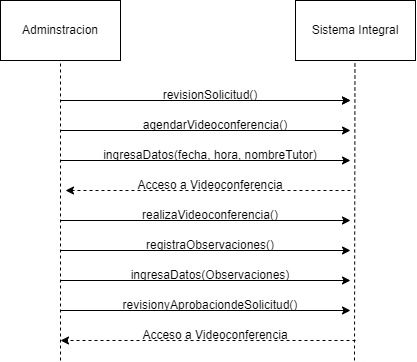 Adminstracion
Sistema Integral
revisionSolicitud()
agendarVideoconferencia()
ingresaDatos(fecha, hora, nombreTutor)
Acceso a Videoconferencia
realizaVideoconferencia()
registraObservaciones()
ingresaDatos(Observaciones)
revisionyAprobaciondeSolicitud()
Acceso a Videoconferencia